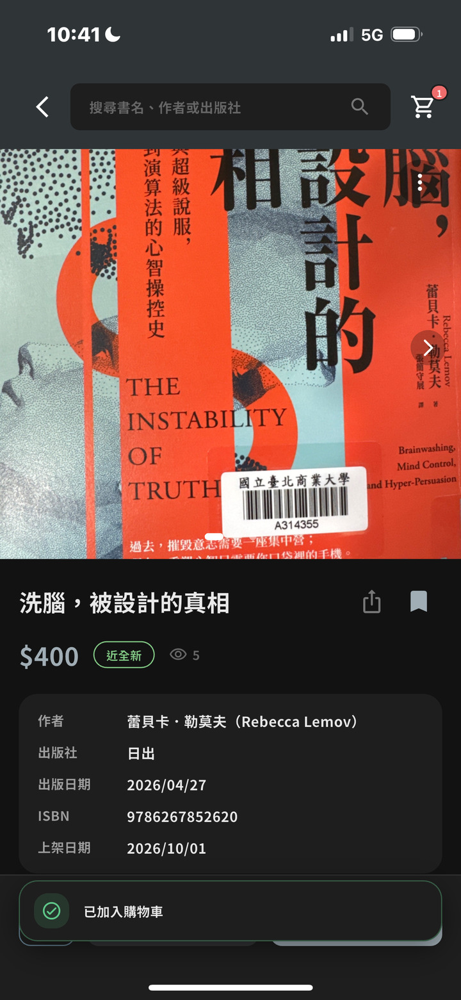 10:41
5G
搜尋書名、作者或出版社
1
腦，
設計的
相
超級說服，
到演算法的心智操控史
蕾貝卡・勒莫夫 著
Rebecca Lemov
張簡守展 譯
THE
INSTABILITY
OF
TRUTH
Brainwashing,
Mind Control,
and Hyper-Persuasion
國立臺北商業大學
A314355
過去，摧毀意志需要一座集中營；
洗腦，被設計的真相
$400
近全新
5
作者 蕾貝卡・勒莫夫（Rebecca Lemov）
出版社 日出
出版日期 2026/04/27
ISBN 9786267852620
上架日期 2026/10/01
已加入購物車